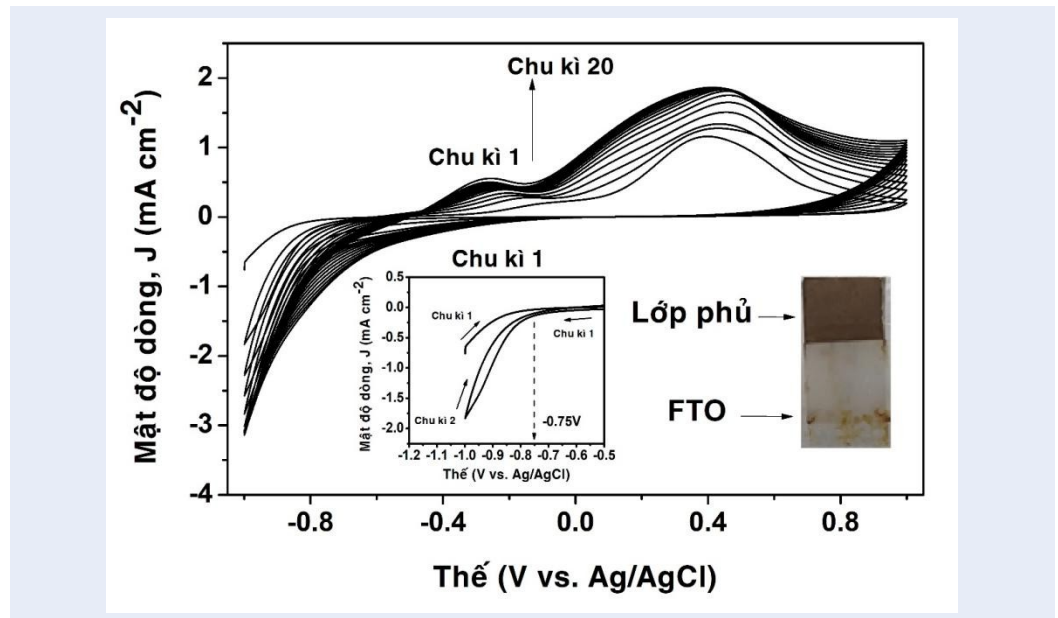 Mật độ dòng, J (mA cm-2)
2
1
0
-1
-2
-3
-4
Chu kì 20
Chu kì 1
Chu kì 1
Mật độ dòng, J (mA cm-2)
0.5
0.0
-0.5
-1.0
-1.5
-2.0
Chu kì 1
Chu kì 1
Chu kì 2
-0.75V
-1.2 -1.1 -1.0 -0.9 -0.8 -0.7 -0.6 -0.5
Thế (V vs. Ag/AgCl)
Lớp phủ
FTO
-0.8 -0.4 0.0 0.4 0.8
Thế (V vs. Ag/AgCl)